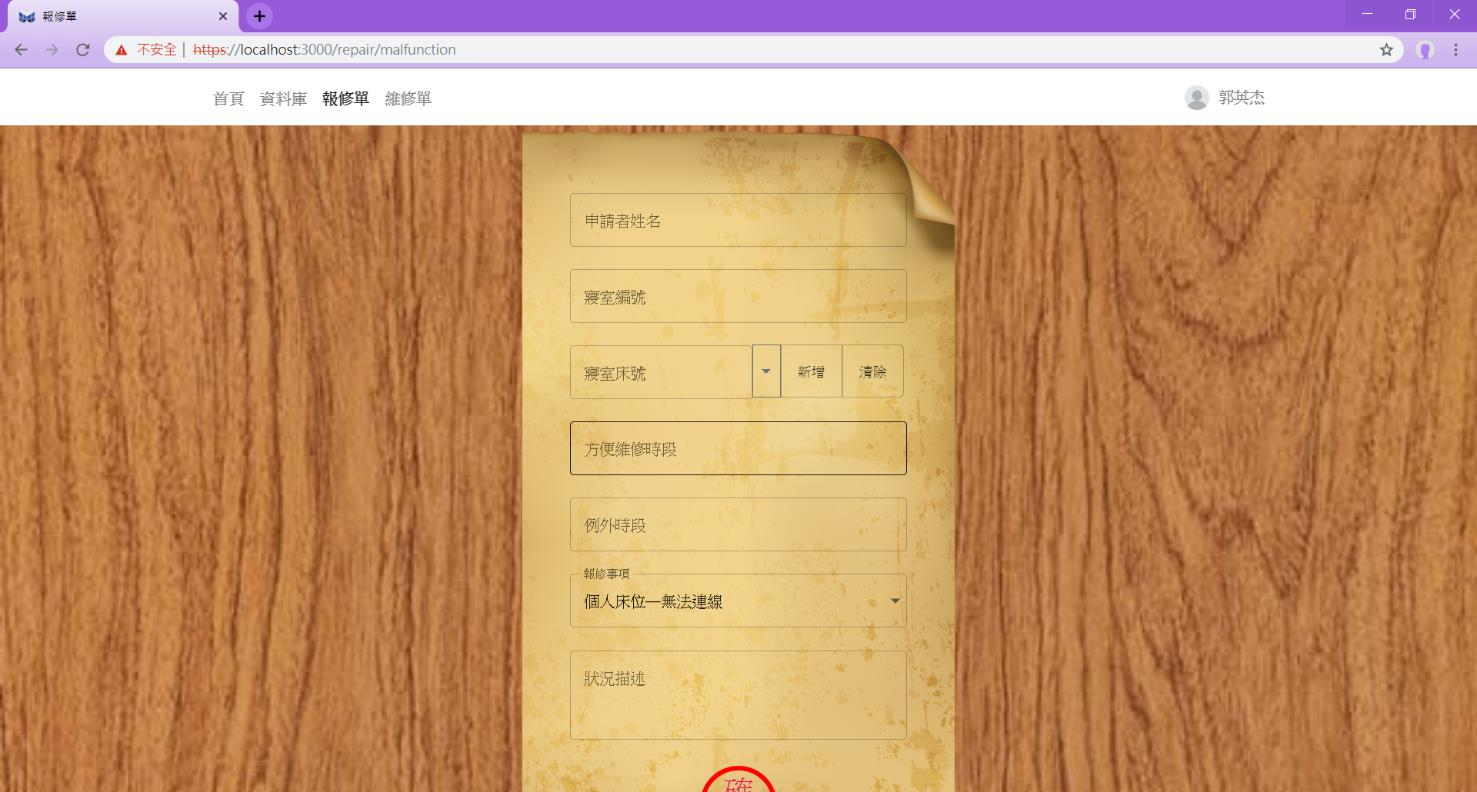 報修單
不安全 | https://localhost:3000/repair/malfunction
首頁 資料庫 報修單 維修單 郭英杰
申請者姓名
寢室編號
寢室床號 新增 清除
方便維修時段
例外時段
報修事項
個人床位—無法連線
狀況描述
確